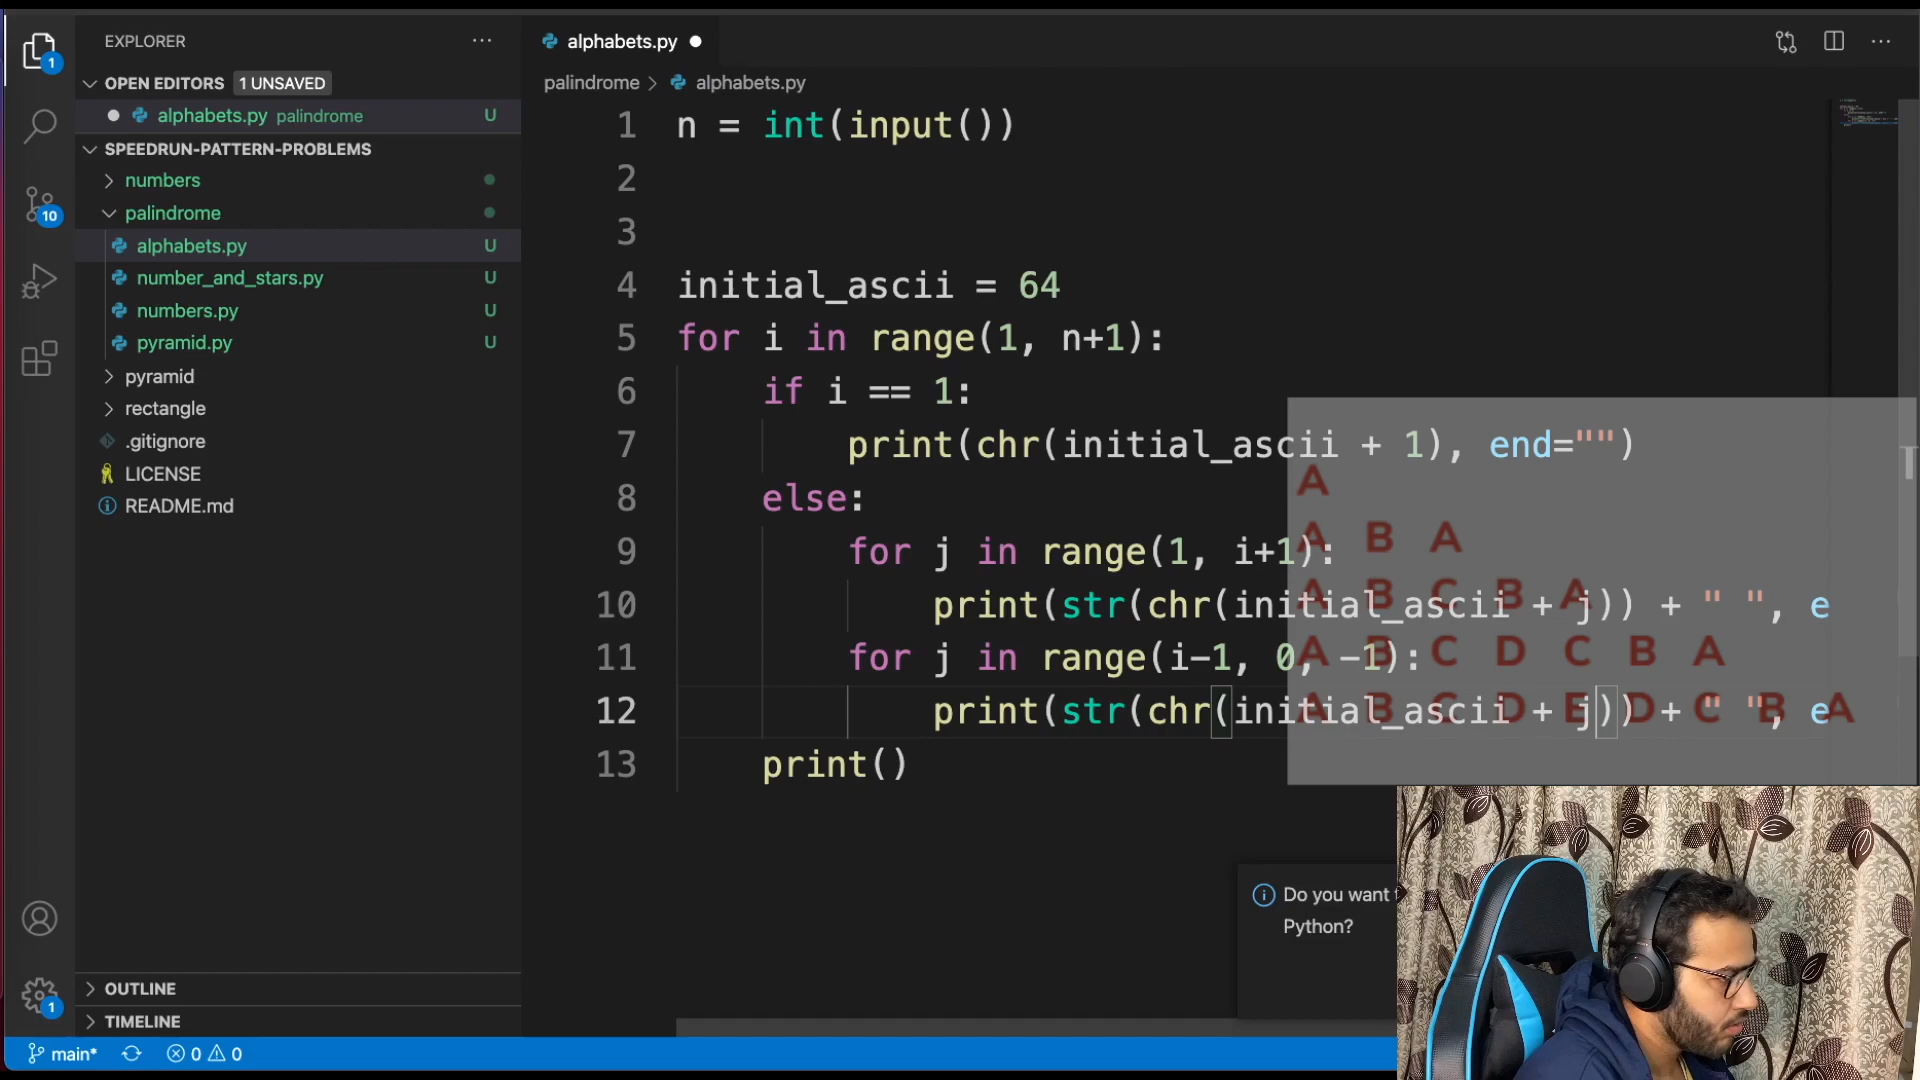 EXPLORER
OPEN EDITORS 1 UNSAVED
alphabets.py palindrome U
SPEEDRUN-PATTERN-PROBLEMS
numbers
palindrome
alphabets.py U
number_and_stars.py U
numbers.py U
pyramid.py U
pyramid
rectangle
.gitignore
LICENSE
README.md
OUTLINE
TIMELINE
1
10
1
main* 0 0
alphabets.py
palindrome > alphabets.py
1 n = int(input())
2
3
4 initial_ascii = 64
5 for i in range(1, n+1):
6 if i == 1:
7 print(chr(initial_ascii + 1), end="")
8 else:
9 for j in range(1, i+1):
10 print(str(chr(initial_ascii + j)) + " ", e
11 for j in range(i-1, 0, -1):
12 print(str(chr(initial_ascii + j)) + " ", e
13 print()
A
A B A
A B C B A
A B C D C B A
A B C D E D C B A
Do you want
Python?